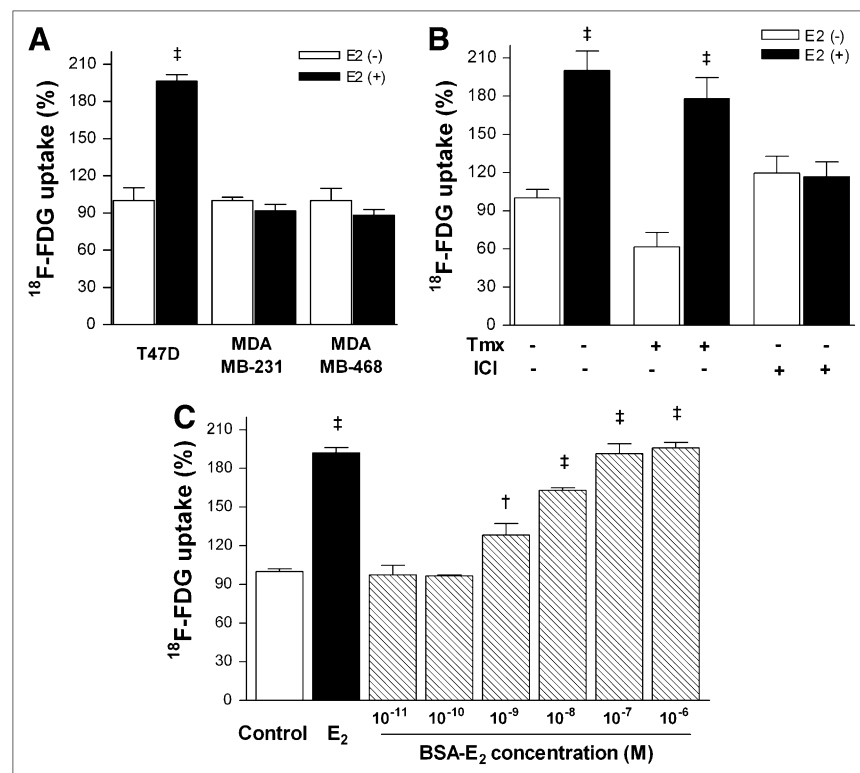 A
‡
E2 (-)
E2 (+)
¹⁸F-FDG uptake (%)
210
180
150
120
90
60
30
0
T47D
MDA MB-231
MDA MB-468
B
‡
‡
E2 (-)
E2 (+)
¹⁸F-FDG uptake (%)
210
180
150
120
90
60
30
0
Tmx - - + + - -
ICI - - - - + +
C
‡
†
‡
‡
‡
¹⁸F-FDG uptake (%)
210
180
150
120
90
60
30
0
Control E₂ 10⁻¹¹ 10⁻¹⁰ 10⁻⁹ 10⁻⁸ 10⁻⁷ 10⁻⁶
BSA-E₂ concentration (M)